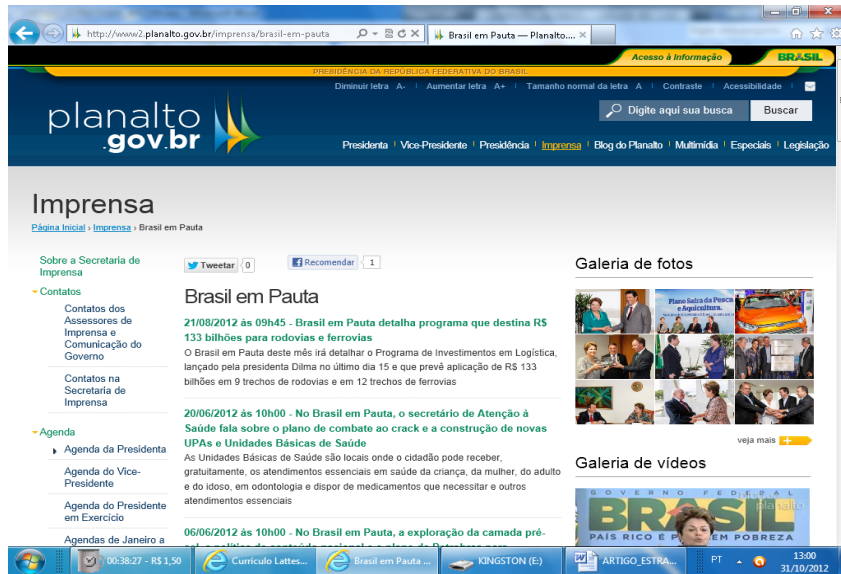 http://www2.planalto.gov.br/imprensa/brasil-em-pauta
Brasil em Pauta — Planalto....
Acesso à Informação
BRASIL
PRESIDÊNCIA DA REPÚBLICA FEDERATIVA DO BRASIL
Diminuir letra A- Aumentar letra A+ Tamanho normal da letra A Contraste Acessibilidade
planalto
.gov.br
Digite aqui sua busca
Buscar
Presidenta Vice-Presidente Presidência Imprensa Blog do Planalto Multimídia Especiais Legislação
Imprensa
Página Inicial › Imprensa › Brasil em Pauta
Sobre a Secretaria de
Imprensa
Contatos
Contatos dos
Assessores de
Imprensa e
Comunicação do
Governo
Contatos na
Secretaria de
Imprensa
Agenda
Agenda da Presidenta
Agenda do Vice-
Presidente
Agenda do Presidente
em Exercício
Agendas de Janeiro a
Tweetar 0
Recomendar 1
Brasil em Pauta
21/08/2012 às 09h45 - Brasil em Pauta detalha programa que destina R$
133 bilhões para rodovias e ferrovias
O Brasil em Pauta deste mês irá detalhar o Programa de Investimentos em Logística,
lançado pela presidenta Dilma no último dia 15 e que prevê aplicação de R$ 133
bilhões em 9 trechos de rodovias e em 12 trechos de ferrovias
20/06/2012 às 10h00 - No Brasil em Pauta, o secretário de Atenção à
Saúde fala sobre o plano de combate ao crack e a construção de novas
UPAs e Unidades Básicas de Saúde
As Unidades Básicas de Saúde são locais onde o cidadão pode receber,
gratuitamente, os atendimentos essenciais em saúde da criança, da mulher, do adulto
e do idoso, em odontologia e dispor de medicamentos que necessitar e outros
atendimentos essenciais
06/06/2012 às 10h00 - No Brasil em Pauta, a exploração da camada pré-
Galeria de fotos
Plano Safra da Pesca
e Aquicultura.
veja mais
Galeria de vídeos
GOVERNO FEDERAL
planalto
BRASIL
PAÍS RICO É PAÍS SEM POBREZA
00:38:27 - R$ 1,50
Currículo Lattes...
Brasil em Pauta ...
KINGSTON (E:)
ARTIGO_ESTRA...
PT
13:00
31/10/2012